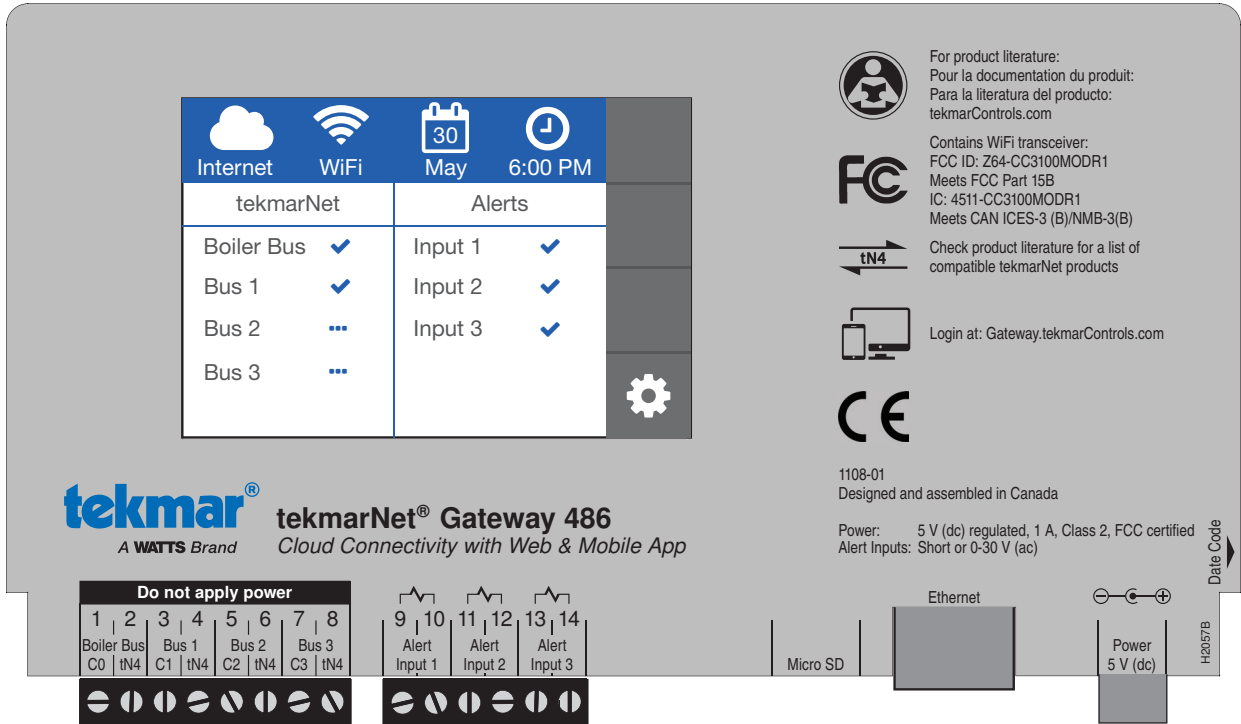 Internet WiFi 30 May 6:00 PM
tekmarNet Alerts
Boiler Bus Input 1
Bus 1 Input 2
Bus 2 Input 3
Bus 3
For product literature:
Pour la documentation du produit:
Para la literatura del producto:
tekmarControls.com
FC
Contains WiFi transceiver:
FCC ID: Z64-CC3100MODR1
Meets FCC Part 15B
IC: 4511-CC3100MODR1
Meets CAN ICES-3 (B)/NMB-3(B)
tN4
Check product literature for a list of
compatible tekmarNet products
Login at: Gateway.tekmarControls.com
CE
1108-01
Designed and assembled in Canada
Power: 5 V (dc) regulated, 1 A, Class 2, FCC certified
Alert Inputs: Short or 0-30 V (ac)
Date Code
H2057B
tekmar®
A WATTS Brand
tekmarNet® Gateway 486
Cloud Connectivity with Web & Mobile App
Do not apply power
1 2 3 4 5 6 7 8
Boiler Bus Bus 1 Bus 2 Bus 3
C0 tN4 C1 tN4 C2 tN4 C3 tN4
9 10 11 12 13 14
Alert Alert Alert
Input 1 Input 2 Input 3
Micro SD
Ethernet
Power
5 V (dc)